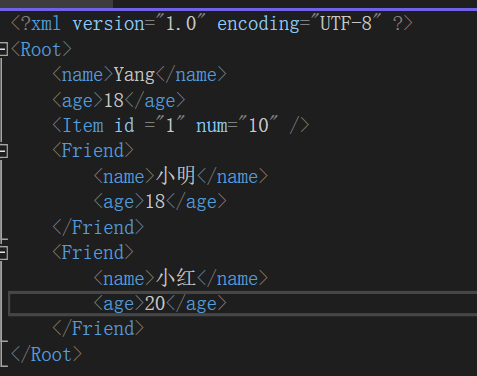 <?xml version="1.0" encoding="UTF-8" ?>
<Root>
<name>Yang</name>
<age>18</age>
<Item id ="1" num="10" />
<Friend>
<name>小明</name>
<age>18</age>
</Friend>
<Friend>
<name>小红</name>
<age>20</age>
</Friend>
</Root>